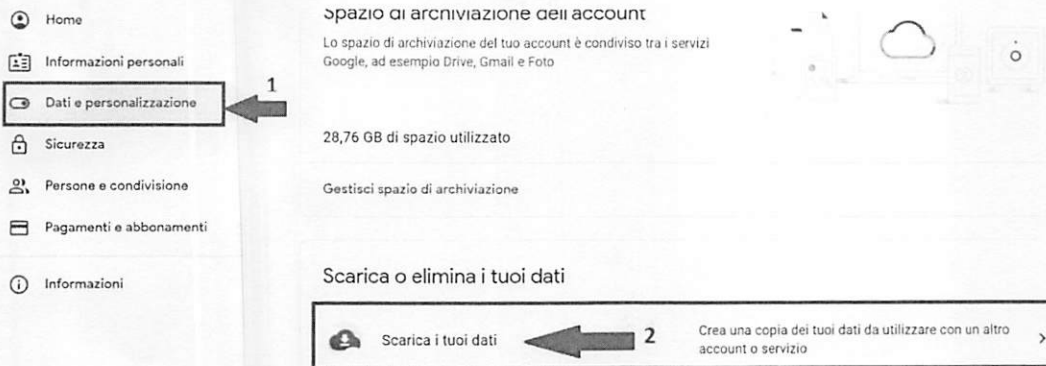 Home
Informazioni personali
Dati e personalizzazione
1
Sicurezza
Persone e condivisione
Pagamenti e abbonamenti
Informazioni
Spazio di archiviazione dell'account
Lo spazio di archiviazione del tuo account è condiviso tra i servizi
Google, ad esempio Drive, Gmail e Foto
28,76 GB di spazio utilizzato
Gestisci spazio di archiviazione
Scarica o elimina i tuoi dati
Scarica i tuoi dati
2
Crea una copia dei tuoi dati da utilizzare con un altro
account o servizio